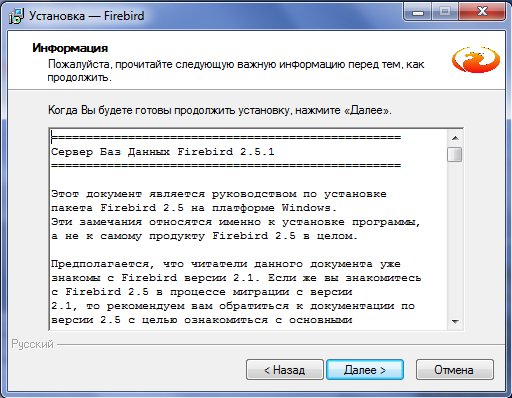 Установка — Firebird
Информация
Пожалуйста, прочитайте следующую важную информацию перед тем, как
продолжить.
Когда Вы будете готовы продолжить установку, нажмите «Далее».
==================================================
Сервер Баз Данных Firebird 2.5.1
==================================================
Этот документ является руководством по установке
пакета Firebird 2.5 на платформе Windows.
Эти замечания относятся именно к установке программы,
а не к самому продукту Firebird 2.5 в целом.
Предполагается, что читатели данного документа уже
знакомы с Firebird версии 2.1. Если же вы знакомитесь
с Firebird 2.5 в процессе миграции с версии
2.1, то рекомендуем вам обратиться к документации по
версии 2.5 с целью ознакомиться с основными
Русский
< Назад
Далее >
Отмена